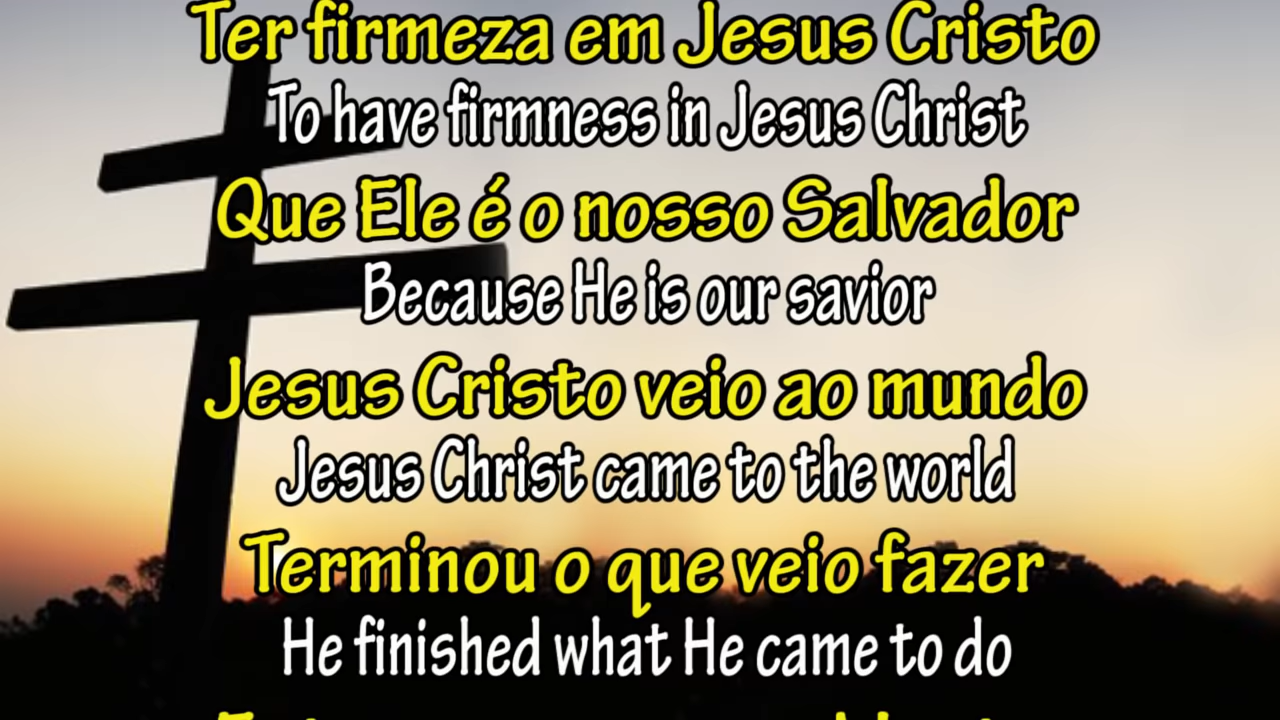 Ter firmeza em Jesus Cristo
To have firmness in Jesus Christ
Que Ele é o nosso Salvador
Because He is our savior
Jesus Cristo veio ao mundo
Jesus Christ came to the world
Terminou o que veio fazer
He finished what He came to do